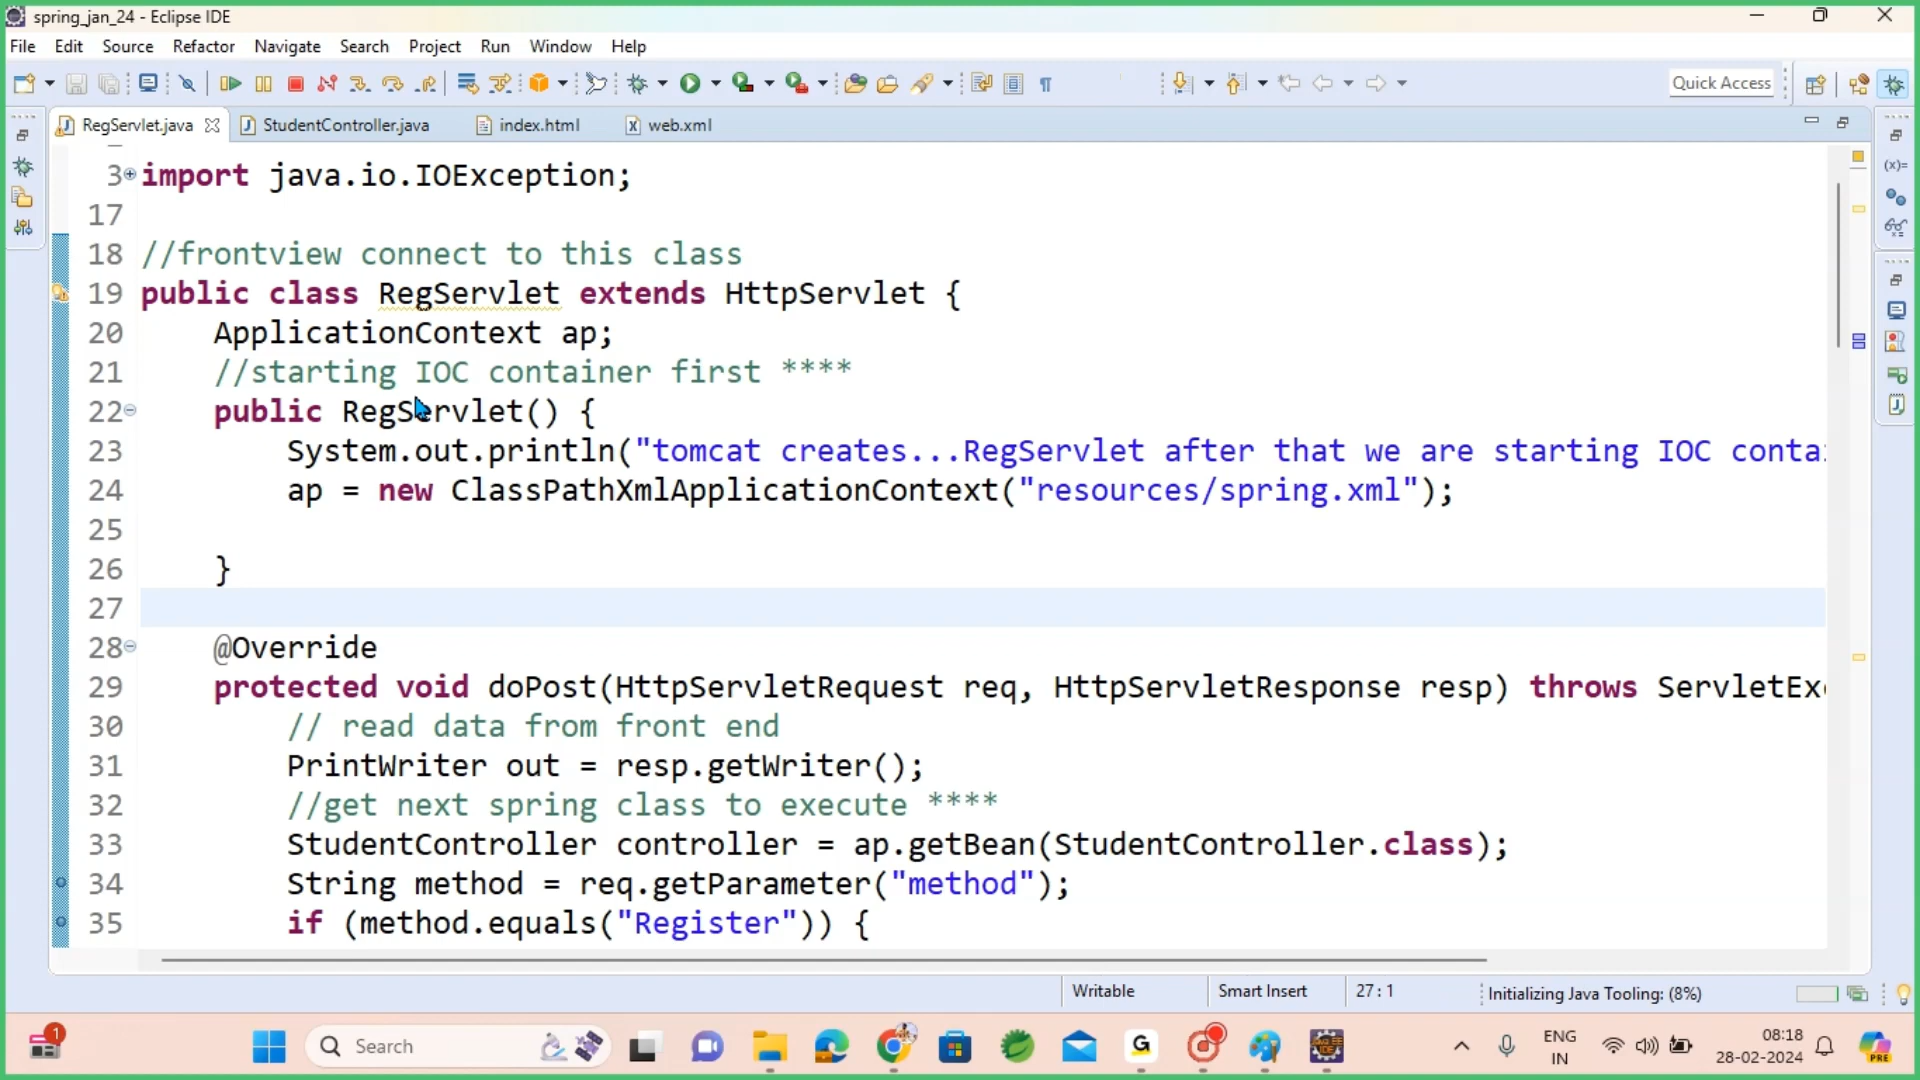 spring_jan_24 - Eclipse IDE
File Edit Source Refactor Navigate Search Project Run Window Help
Quick Access
RegServlet.java StudentController.java index.html web.xml
3 import java.io.IOException;
17
18 //frontview connect to this class
19 public class RegServlet extends HttpServlet {
20 ApplicationContext ap;
21 //starting IOC container first ****
22 public RegServlet() {
23 System.out.println("tomcat creates...RegServlet after that we are starting IOC contai
24 ap = new ClassPathXmlApplicationContext("resources/spring.xml");
25
26 }
27
28 @Override
29 protected void doPost(HttpServletRequest req, HttpServletResponse resp) throws ServletEx
30 // read data from front end
31 PrintWriter out = resp.getWriter();
32 //get next spring class to execute ****
33 StudentController controller = ap.getBean(StudentController.class);
34 String method = req.getParameter("method");
35 if (method.equals("Register")) {
Writable Smart Insert 27 : 1 Initializing Java Tooling: (8%)
1 Search G ENG 08:18
IN 28-02-2024 PRE